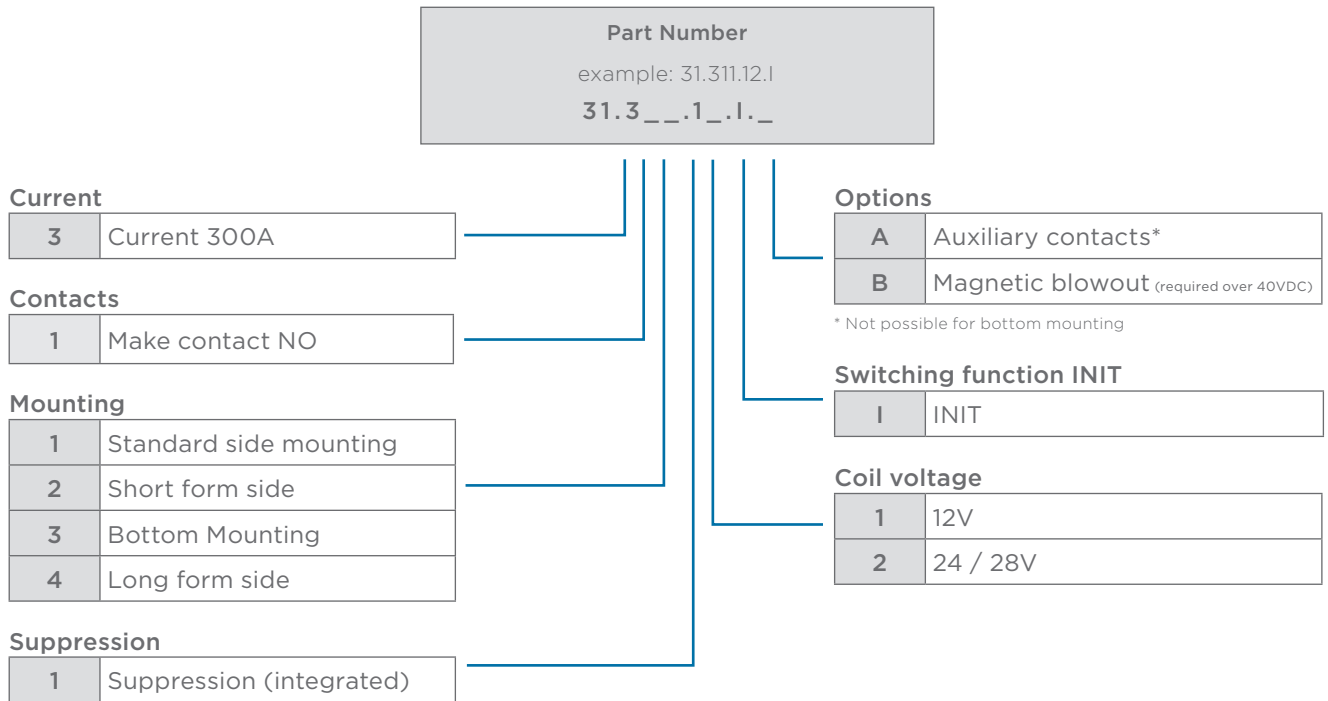 Part Number
example: 31.311.12.I
31.3__.1_.I._
Current
3 Current 300A
Contacts
1 Make contact NO
Mounting
1 Standard side mounting
2 Short form side
3 Bottom Mounting
4 Long form side
Suppression
1 Suppression (integrated)
Options
A Auxiliary contacts*
B Magnetic blowout (required over 40VDC)
* Not possible for bottom mounting
Switching function INIT
I INIT
Coil voltage
1 12V
2 24 / 28V